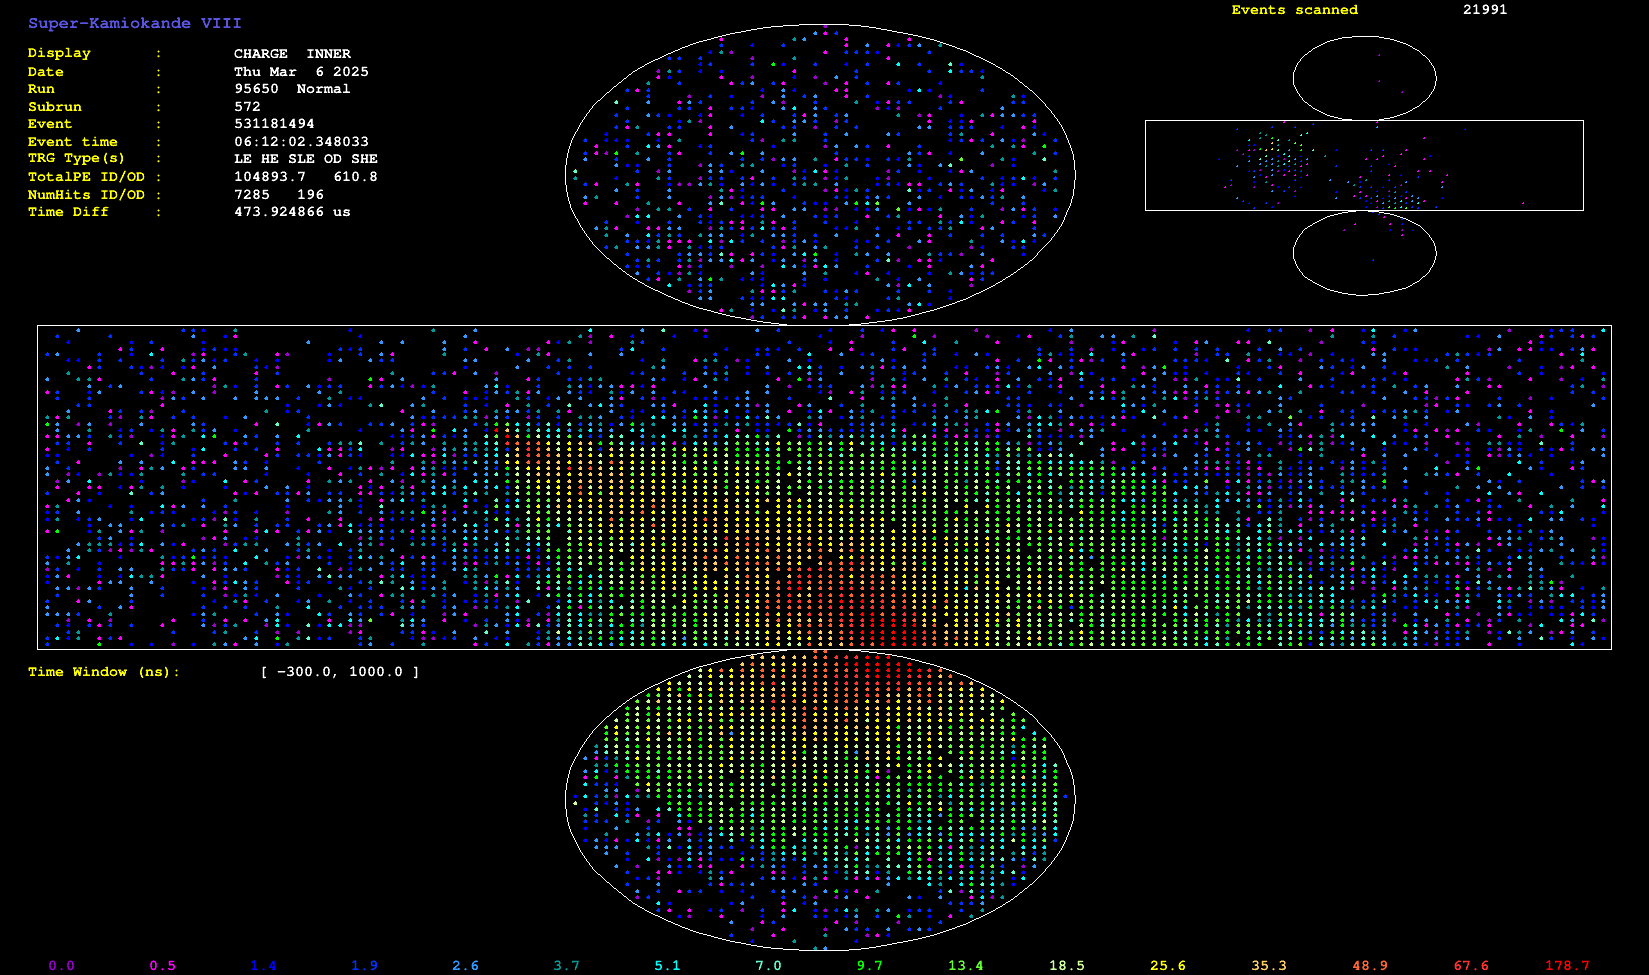 Super-Kamiokande VIII
Display : CHARGE INNER
Date : Thu Mar 6 2025
Run : 95650 Normal
Subrun : 572
Event : 531181494
Event time : 06:12:02.348033
TRG Type(s) : LE HE SLE OD SHE
TotalPE ID/OD : 104893.7 610.8
NumHits ID/OD : 7285 196
Time Diff : 473.924866 us
Events scanned 21991
Time Window (ns): [ -300.0, 1000.0 ]
0.0 0.5 1.4 1.9 2.6 3.7 5.1 7.0 9.7 13.4 18.5 25.6 35.3 48.9 67.6 178.7